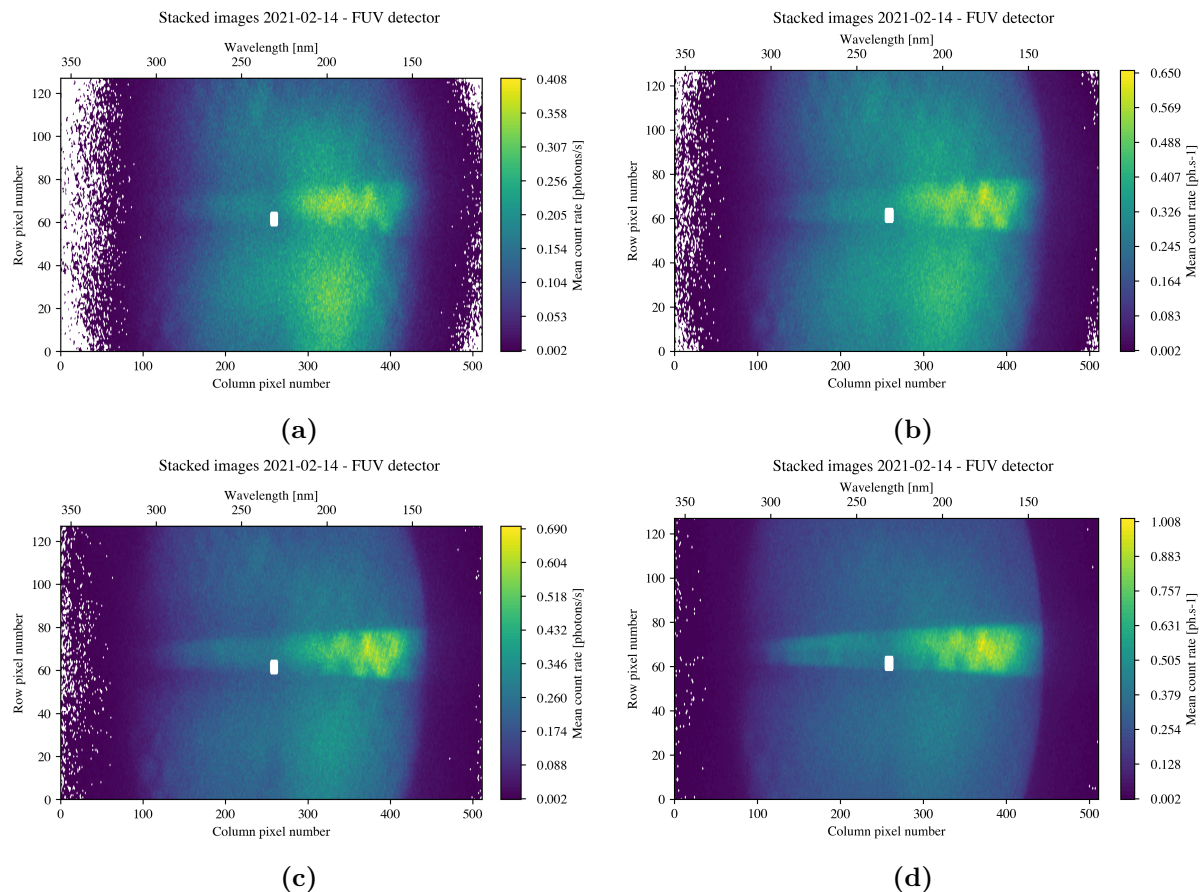 Stacked images 2021-02-14 - FUV detector
Wavelength [nm]
350 300 250 200 150
120
100
80
60
40
20
0
Row pixel number
0 100 200 300 400 500
Column pixel number
0.408
0.358
0.307
0.256
0.205
0.154
0.104
0.053
0.002
Mean count rate [photons/s]
(a)
Stacked images 2021-02-14 - FUV detector
Wavelength [nm]
350 300 250 200 150
120
100
80
60
40
20
0
Row pixel number
0 100 200 300 400 500
Column pixel number
0.650
0.569
0.488
0.407
0.326
0.245
0.164
0.083
0.002
Mean count rate [ph.s-1]
(b)
Stacked images 2021-02-14 - FUV detector
Wavelength [nm]
350 300 250 200 150
120
100
80
60
40
20
0
Row pixel number
0 100 200 300 400 500
Column pixel number
0.690
0.604
0.518
0.432
0.346
0.260
0.174
0.088
0.002
Mean count rate [photons/s]
(c)
Stacked images 2021-02-14 - FUV detector
Wavelength [nm]
350 300 250 200 150
120
100
80
60
40
20
0
Row pixel number
0 100 200 300 400 500
Column pixel number
1.008
0.883
0.757
0.631
0.505
0.379
0.254
0.128
0.002
Mean count rate [ph.s-1]
(d)